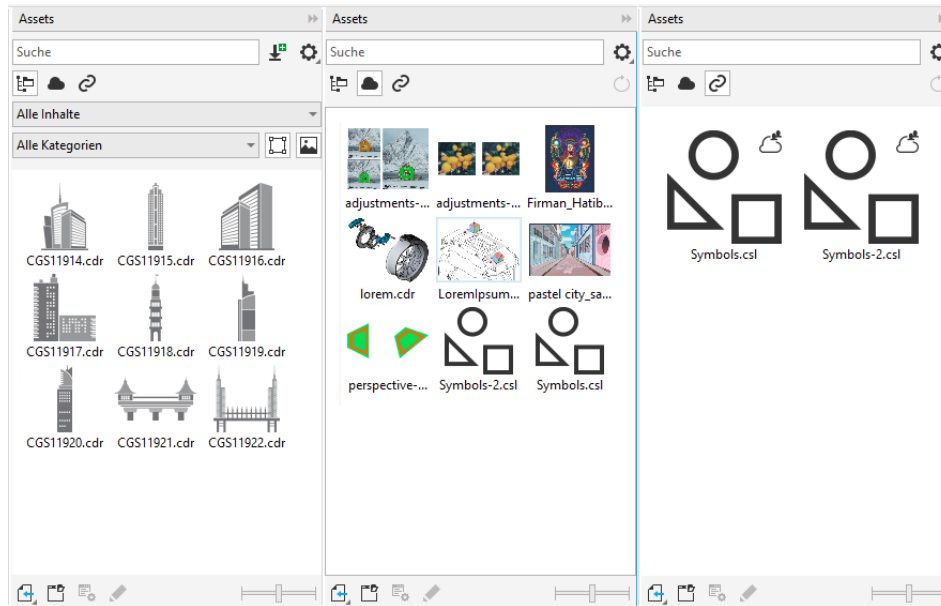 Assets
Suche
Alle Inhalte
Alle Kategorien
CGS11914.cdr CGS11915.cdr CGS11916.cdr
CGS11917.cdr CGS11918.cdr CGS11919.cdr
CGS11920.cdr CGS11921.cdr CGS11922.cdr
Assets
Suche
adjustments-... adjustments-... Firman_Hatib...
lorem.cdr LoremIpsum... pastel city_sa...
perspective-... Symbols-2.csl Symbols.csl
Assets
Suche
Symbols.csl Symbols-2.csl